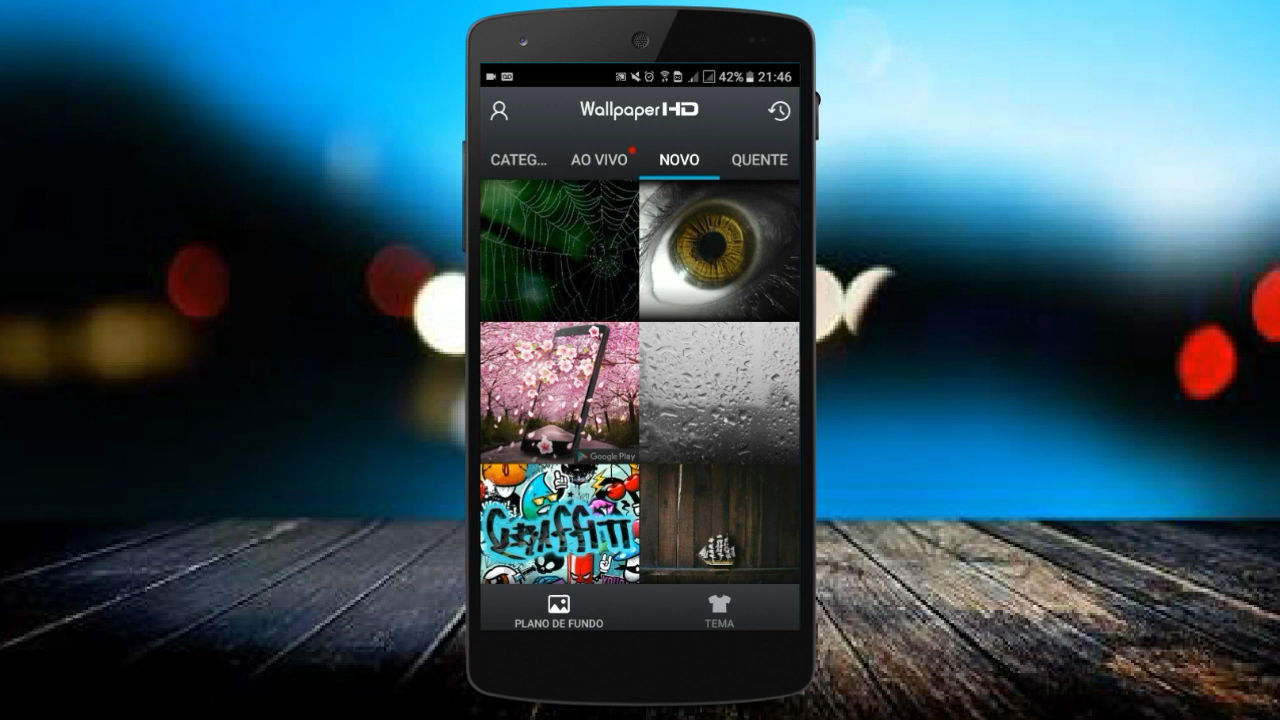 42% 21:46
WallpaperHD
CATEG... AO VIVO NOVO QUENTE
Google Play
GRAFFITI
PLANO DE FUNDO TEMA